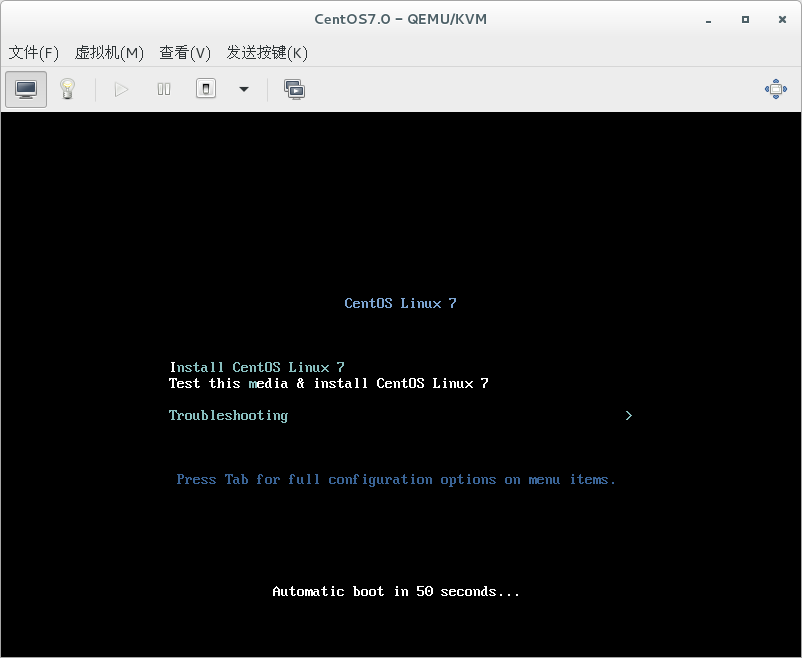 CentOS7.0 - QEMU/KVM
文件(F) 虚拟机(M) 查看(V) 发送按键(K)
CentOS Linux 7
Install CentOS Linux 7
Test this media & install CentOS Linux 7
Troubleshooting >
Press Tab for full configuration options on menu items.
Automatic boot in 50 seconds...